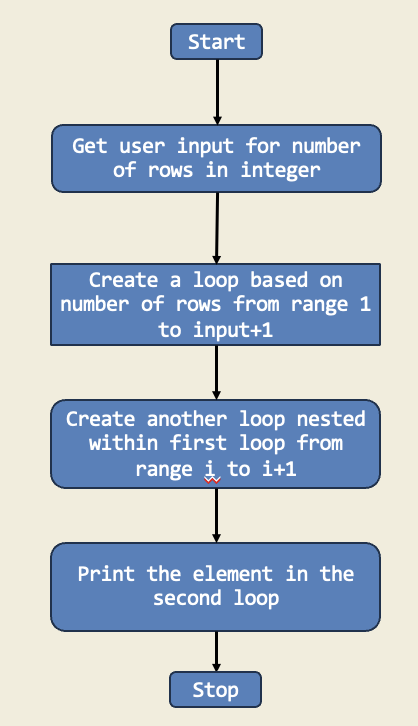 Start
Get user input for number
of rows in integer
Create a loop based on
number of rows from range 1
to input+1
Create another loop nested
within first loop from
range i to i+1
Print the element in the
second loop
Stop